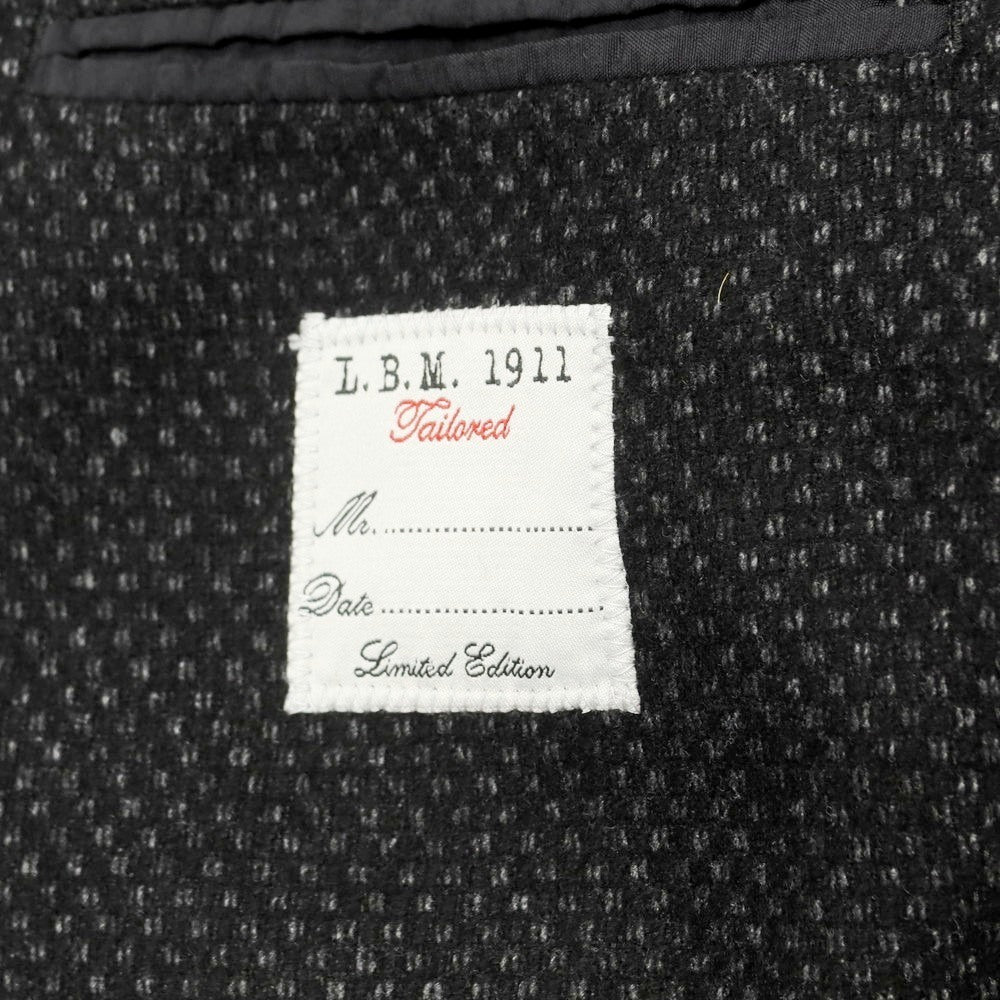 L.B.M. 1911
Tailored
Mr. ..............................
Date ..............................
Limited Edition